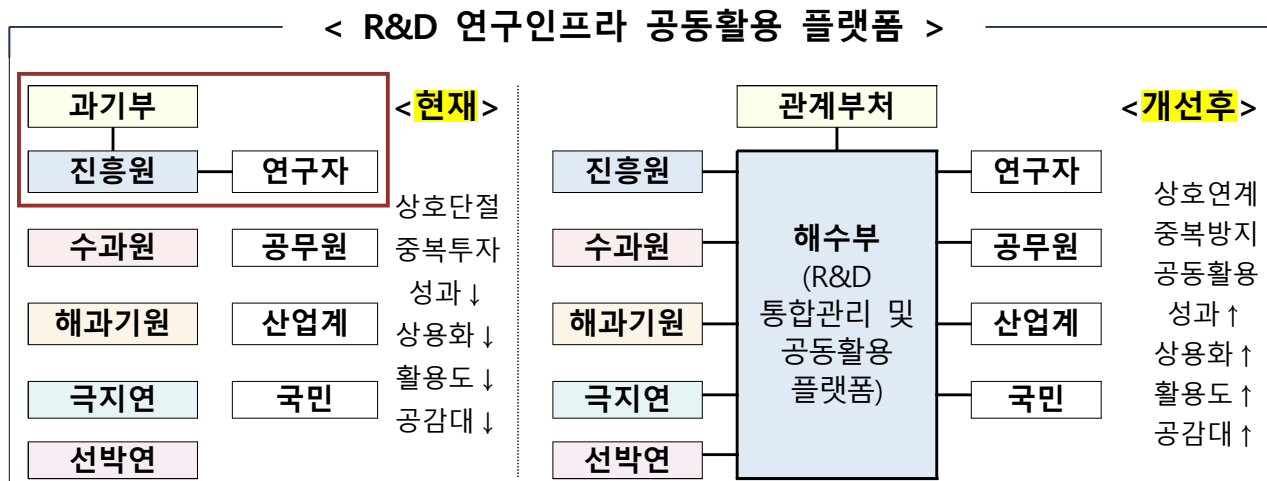 < R&D 연구인프라 공동활용 플랫폼 >
과기부
<현재>
진흥원
연구자
수과원
공무원
해과기원
산업계
극지연
국민
선박연
상호단절
중복투자
성과↓
상용화↓
활용도↓
공감대↓
관계부처
<개선후>
진흥원
수과원
해과기원
극지연
선박연
해수부
(R&D
통합관리 및
공동활용
플랫폼)
연구자
공무원
산업계
국민
상호연계
중복방지
공동활용
성과↑
상용화↑
활용도↑
공감대↑